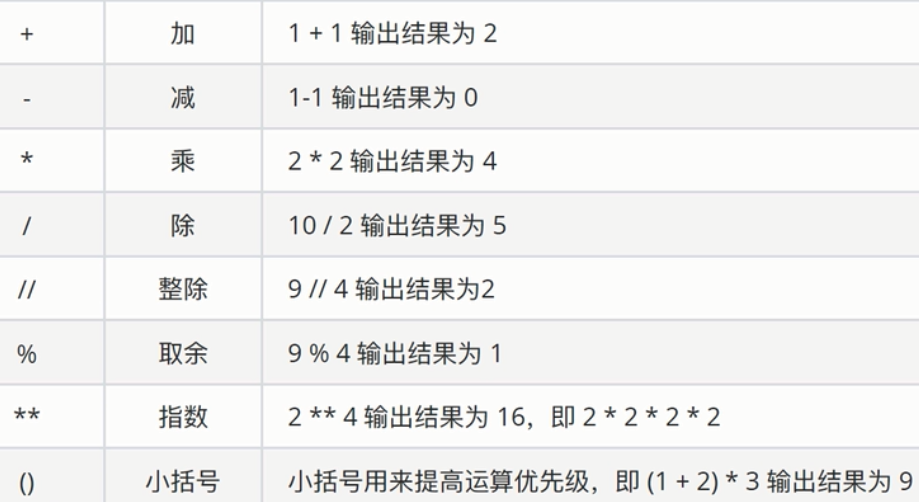 + 加 1 + 1 输出结果为 2
- 减 1-1 输出结果为 0
* 乘 2 * 2 输出结果为 4
/ 除 10 / 2 输出结果为 5
// 整除 9 // 4 输出结果为2
% 取余 9 % 4 输出结果为 1
** 指数 2 ** 4 输出结果为 16，即 2 * 2 * 2 * 2
() 小括号 小括号用来提高运算优先级，即 (1 + 2) * 3 输出结果为 9